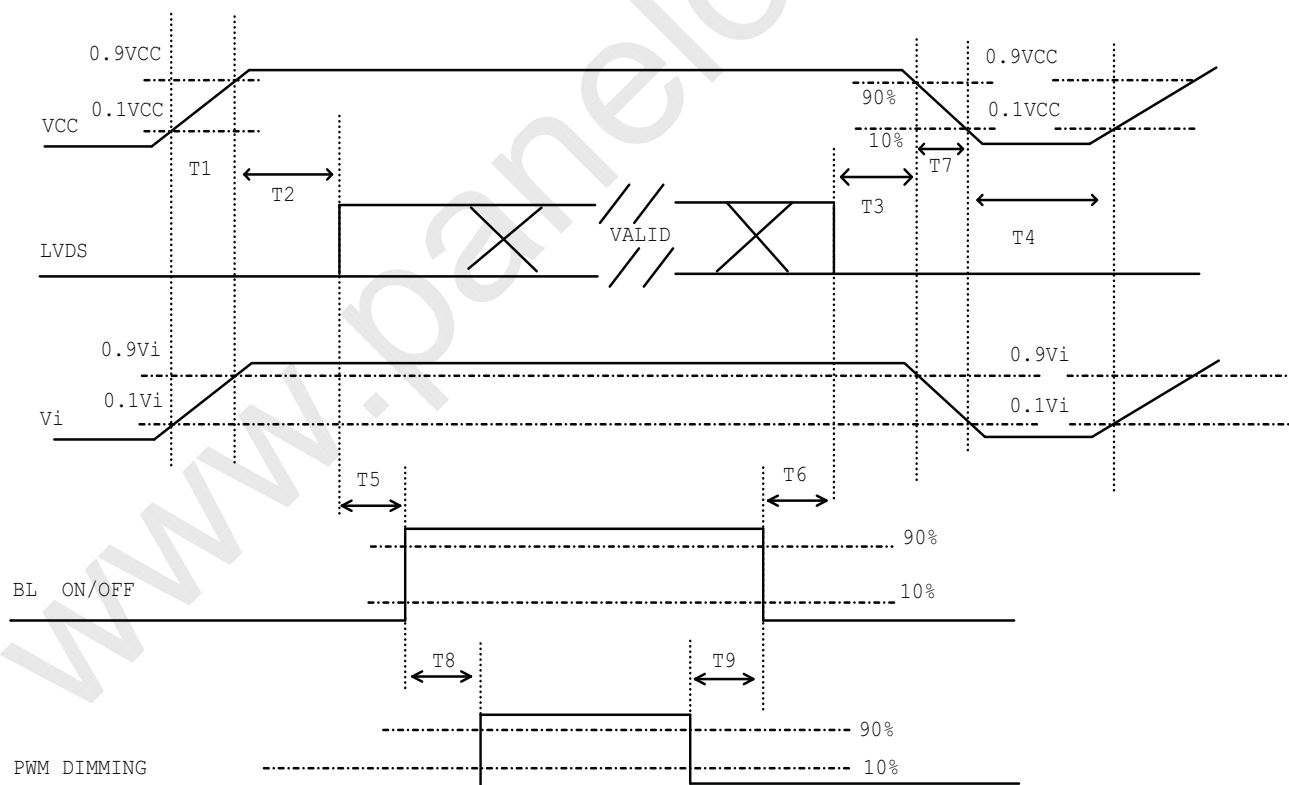 0.9VCC
0.1VCC
VCC
T1
T2
90%
10%
T3
T7
0.9VCC
0.1VCC
T4
LVDS
VALID
0.9Vi
0.1Vi
Vi
0.9Vi
0.1Vi
T5
T6
90%
10%
BL ON/OFF
T8
T9
90%
10%
PWM DIMMING
www.panelo